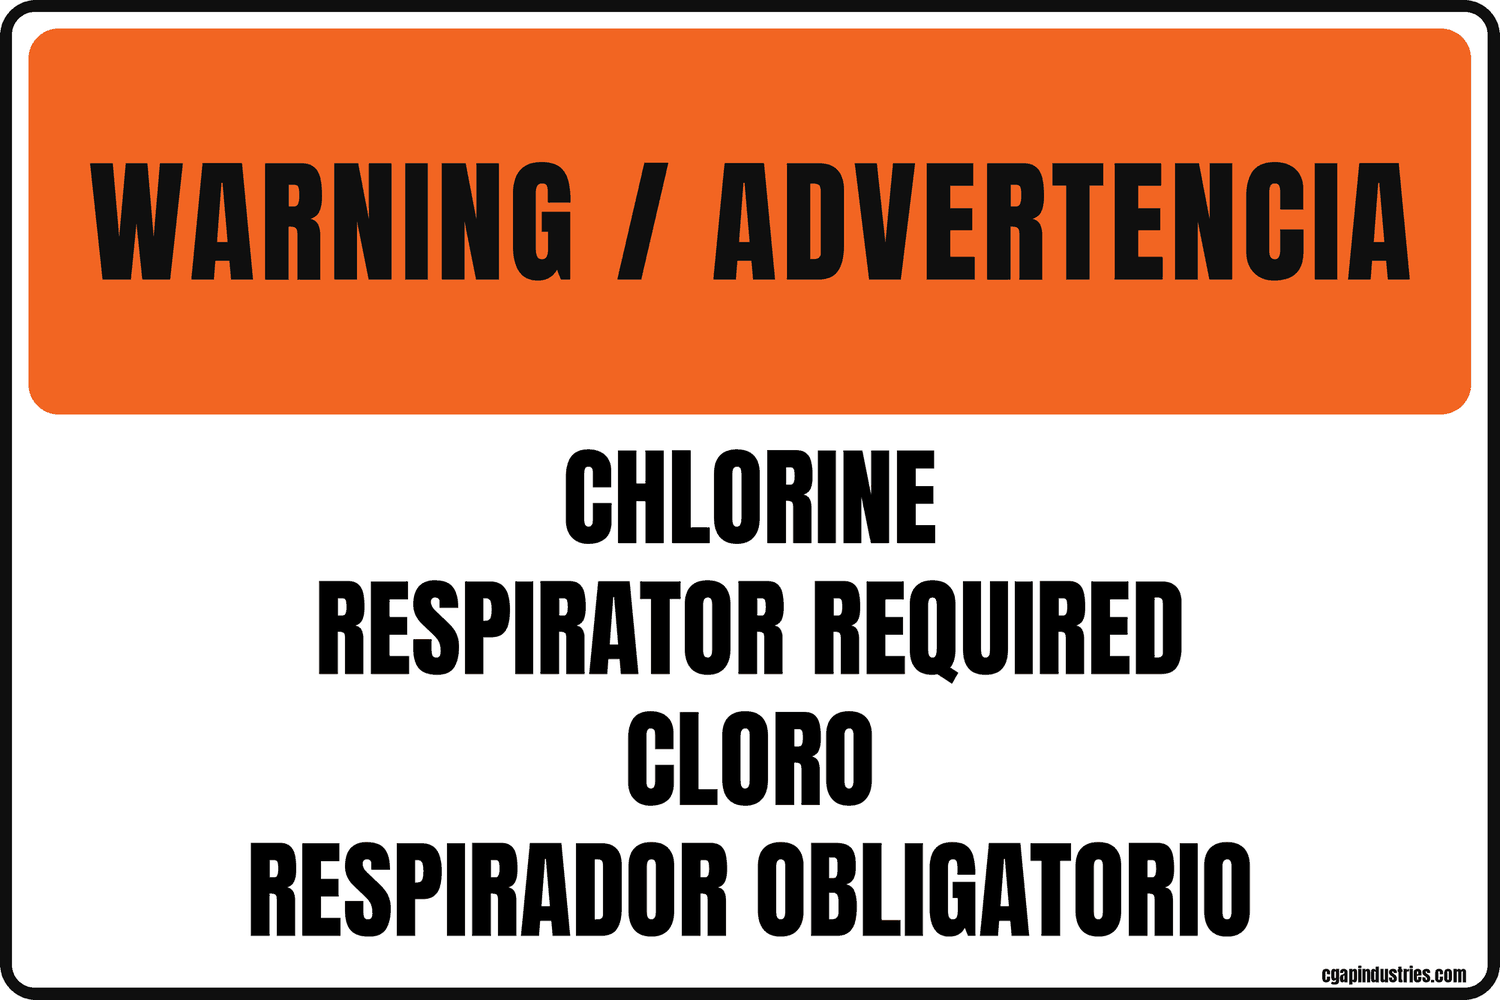 WARNING / ADVERTENCIA
CHLORINE
RESPIRATOR REQUIRED
CLORO
RESPIRADOR OBLIGATORIO
cgapindustries.com